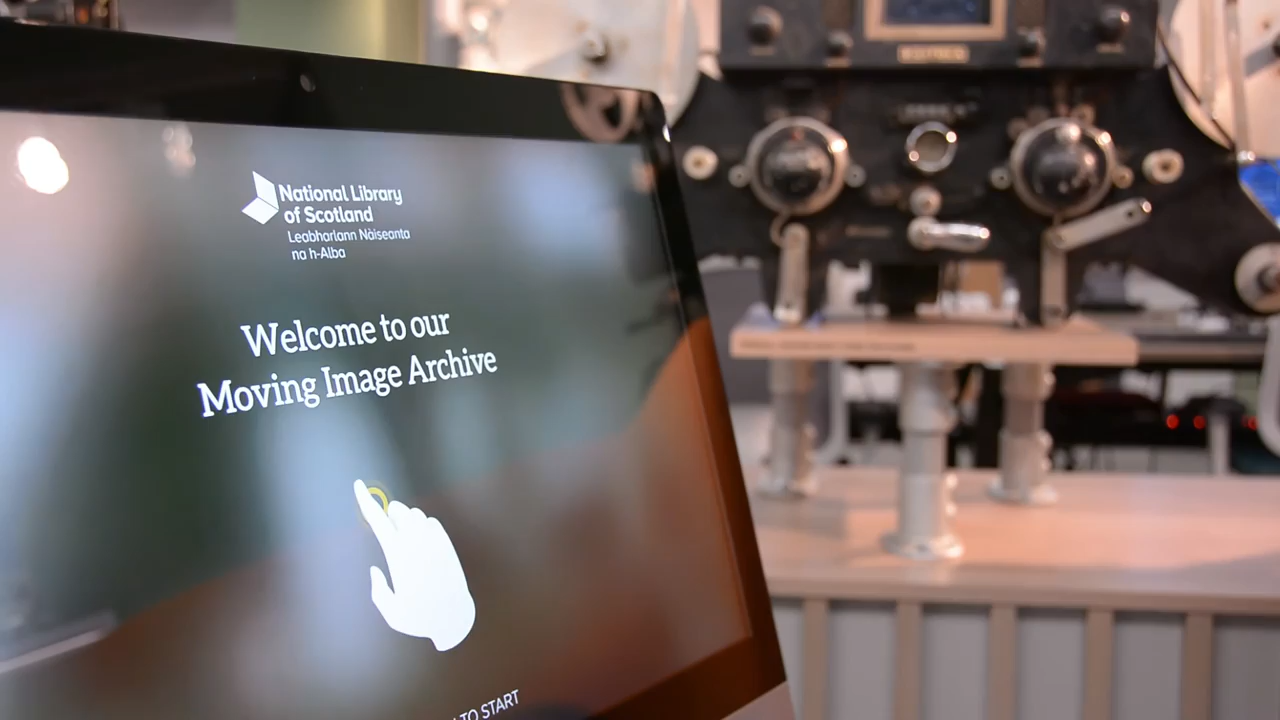 National Library
of Scotland
Leabharlann Nàiseanta
na h-Alba
Welcome to our
Moving Image Archive
TO START